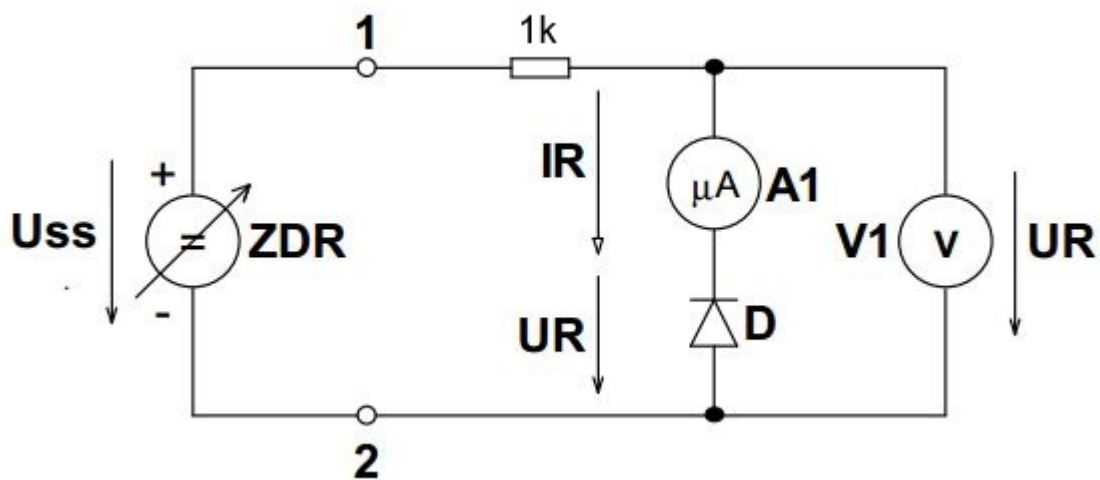 1
1k
IR
μA A1
+
Uss = ZDR
V1 V UR
-
UR D
2